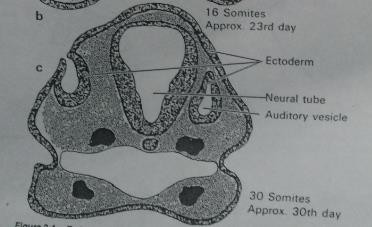 b
16 Somites
Approx. 23rd day
c
Ectoderm
Neural tube
Auditory vesicle
30 Somites
Approx. 30th day